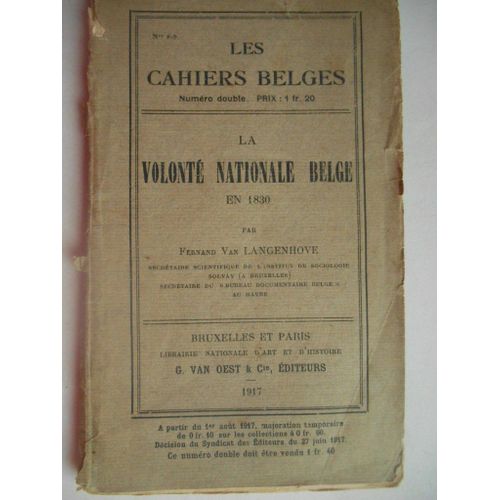 Nos
LES
CAHIERS BELGES
Numéro double. PRIX : 1 fr. 20
LA
VOLONTÉ NATIONALE BELGE
EN 1830
PAR
FERNAND VAN LANGENHOVE
SECRÉTAIRE SCIENTIFIQUE DE L'INSTITUT DE SOCIOLOGIE
SOLVAY (A BRUXELLES)
SECRÉTAIRE DU "BUREAU DOCUMENTAIRE BELGE"
AU HAVRE
BRUXELLES ET PARIS
LIBRAIRIE NATIONALE D'ART ET D'HISTOIRE
G. VAN OEST & Cie, ÉDITEURS
1917
A partir du 1er août 1917, majoration temporaire
de 0 fr. 10 sur les collections à 0 fr. 60.
Décision du Syndicat des Éditeurs du 27 juin 1917.
Ce numéro double doit être vendu 1 fr. 40